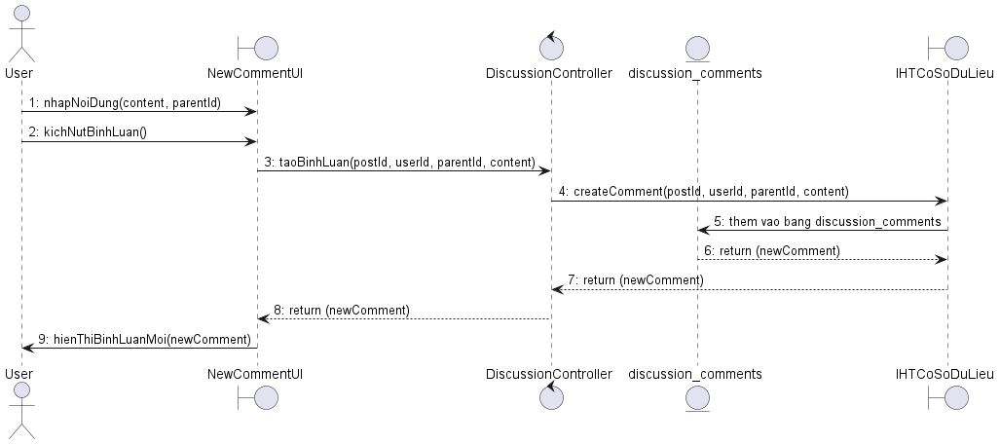 User
NewCommentUI
DiscussionController
discussion_comments
IHTCoSoDuLieu
1: nhapNoiDung(content, parentId)
2: kichNutBinhLuan()
3: taoBinhLuan(postId, userId, parentId, content)
4: createComment(postId, userId, parentId, content)
5: them vao bang discussion_comments
6: return (newComment)
7: return (newComment)
8: return (newComment)
9: hienThiBinhLuanMoi(newComment)
User
NewCommentUI
DiscussionController
discussion_comments
IHTCoSoDuLieu